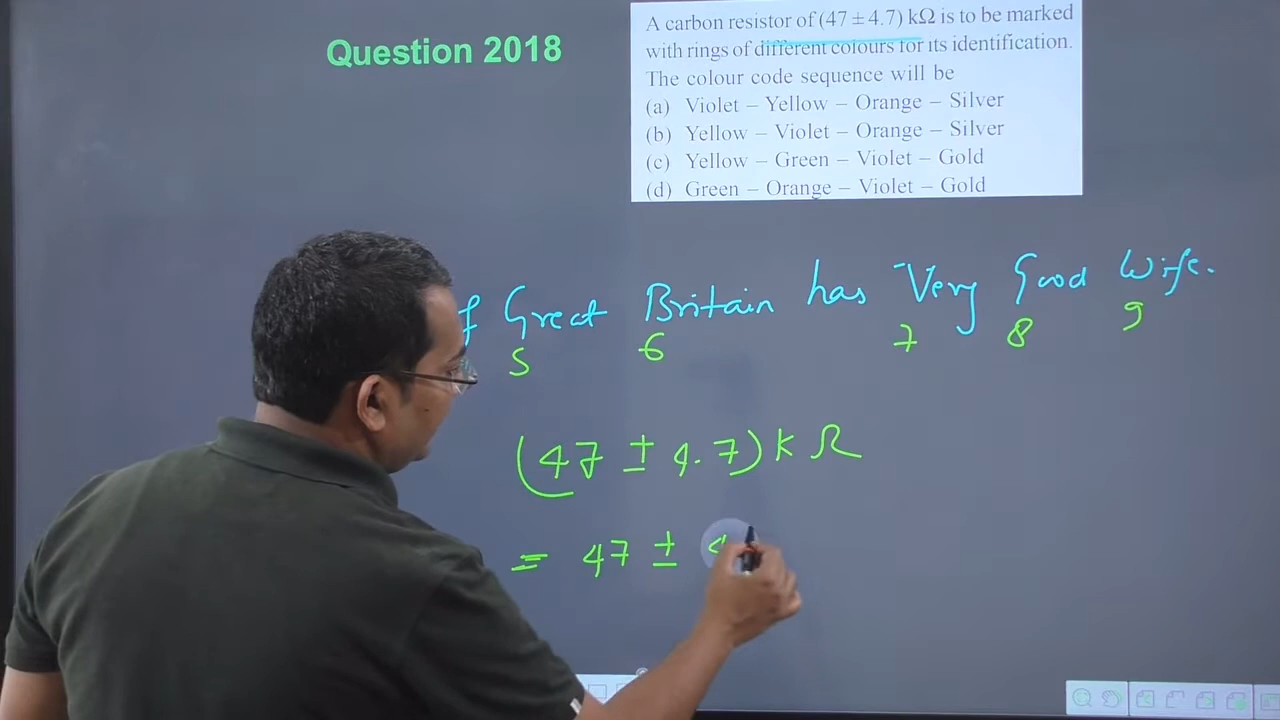 Question 2018
A carbon resistor of (47 ± 4.7) kΩ is to be marked
with rings of different colours for its identification.
The colour code sequence will be
(a) Violet – Yellow – Orange – Silver
(b) Yellow – Violet – Orange – Silver
(c) Yellow – Green – Violet – Gold
(d) Green – Orange – Violet – Gold
Great Britain has Very Good Wife.
5 6 7 8 9
(47 ± 4.7) k Ω
= 47 ± 4